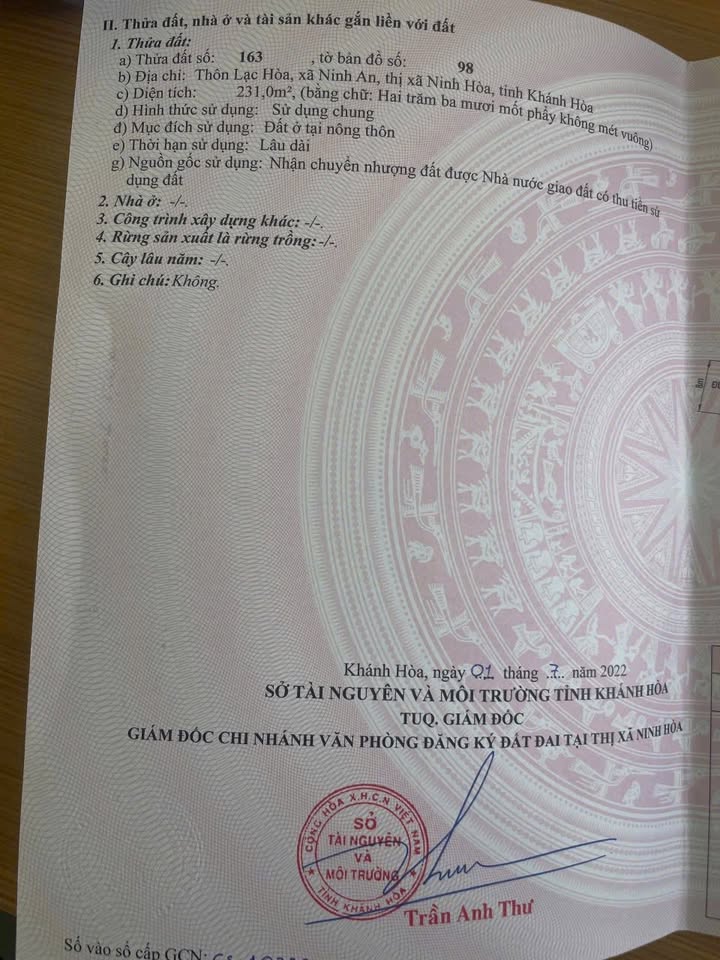 II. Thửa đất, nhà ở và tài sản khác gắn liền với đất
1. Thửa đất:
a) Thửa đất số: 163 , tờ bản đồ số: 98
b) Địa chỉ: Thôn Lạc Hòa, xã Ninh An, thị xã Ninh Hòa, tỉnh Khánh Hòa
c) Diện tích: 231,0m², (bằng chữ: Hai trăm ba mươi mốt phẩy không mét vuông)
d) Hình thức sử dụng: Sử dụng chung
đ) Mục đích sử dụng: Đất ở tại nông thôn
e) Thời hạn sử dụng: Lâu dài
g) Nguồn gốc sử dụng: Nhận chuyển nhượng đất được Nhà nước giao đất có thu tiền sử
dụng đất
2. Nhà ở: -/-.
3. Công trình xây dựng khác: -/-.
4. Rừng sản xuất là rừng trồng:-/-.
5. Cây lâu năm: -/-.
6. Ghi chú: Không.
Khánh Hòa, ngày 01 tháng .7.. năm 2022
SỞ TÀI NGUYÊN VÀ MÔI TRƯỜNG TỈNH KHÁNH HÒA
TUQ. GIÁM ĐỐC
GIÁM ĐỐC CHI NHÁNH VĂN PHÒNG ĐĂNG KÝ ĐẤT ĐAI TẠI THỊ XÃ NINH HÒA
CỘNG HÒA X.H.C.N VIỆT NAM
SỞ
TÀI NGUYÊN
VÀ
MÔI TRƯỜNG
TỈNH KHÁNH HÒA
Trần Anh Thư
Số vào sổ cấp GCN: